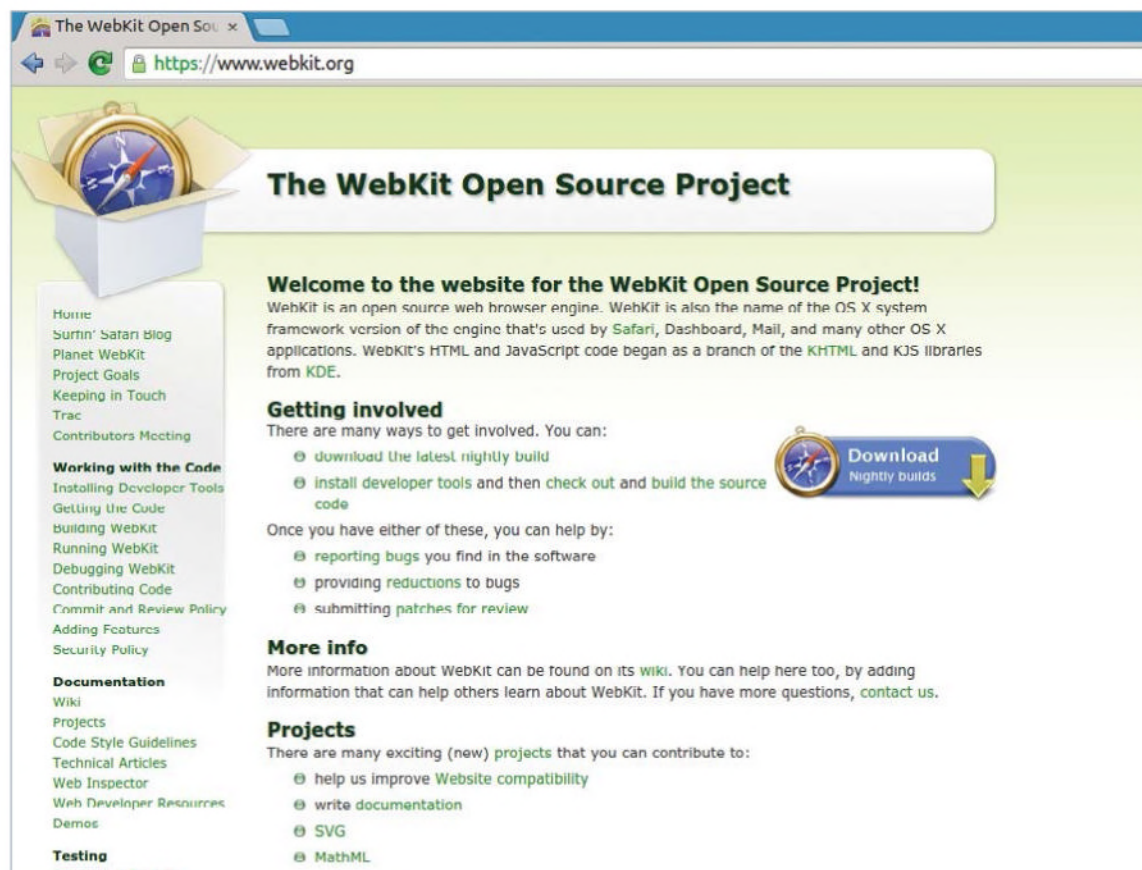 The WebKit Open Sou
https://www.webkit.org
The WebKit Open Source Project
Home
Surfin' Safari Blog
Planet WebKit
Project Goals
Keeping in Touch
Trac
Contributors Meeting
Working with the Code
Installing Developer Tools
Getting the Code
Building WebKit
Running WebKit
Debugging WebKit
Contributing Code
Commit and Review Policy
Adding Features
Security Policy
Documentation
Wiki
Projects
Code Style Guidelines
Technical Articles
Web Inspector
Web Developer Resources
Demos
Testing
Welcome to the website for the WebKit Open Source Project!
WebKit is an open source web browser engine. WebKit is also the name of the OS X system
framework version of the engine that's used by Safari, Dashboard, Mail, and many other OS X
applications. WebKit's HTML and JavaScript code began as a branch of the KHTML and KJS libraries
from KDE.
Getting involved
There are many ways to get involved. You can:
download the latest nightly build
install developer tools and then check out and build the source
code
Download
Nightly builds
Once you have either of these, you can help by:
reporting bugs you find in the software
providing reductions to bugs
submitting patches for review
More info
More information about WebKit can be found on its wiki. You can help here too, by adding
information that can help others learn about WebKit. If you have more questions, contact us.
Projects
There are many exciting (new) projects that you can contribute to:
help us improve Website compatibility
write documentation
SVG
MathML